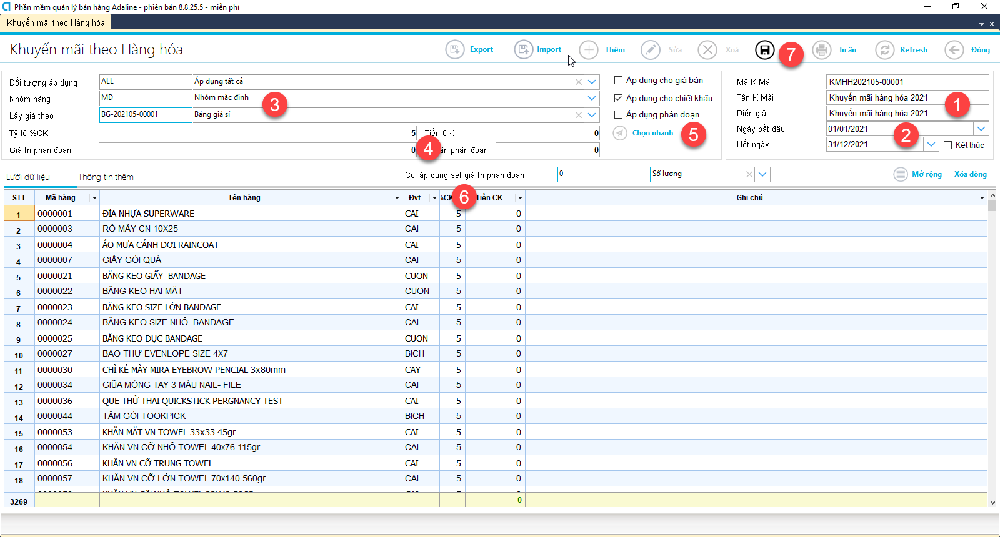 Phần mềm quản lý bán hàng Adaline - phiên bản 8.8.25.5 - miễn phí
Khuyến mãi theo Hàng hóa
Khuyến mãi theo Hàng hóa Export Import Thêm Sửa Xoá 7 In ấn Refresh Đóng
Đối tượng áp dụng ALL Áp dụng tất cả
Nhóm hàng MD Nhóm mặc định
3
Lấy giá theo BG-202105-00001 Bảng giá sỉ
Tỷ lệ %CK 5 Tiền CK 0
Giá trị phân đoạn 0 4 phân đoạn 0
Áp dụng cho giá bán
Áp dụng cho chiết khấu
Áp dụng phân đoạn
Chọn nhanh 5
Mã K.Mãi KMHH202105-00001
Tên K.Mãi Khuyến mãi hàng hóa 2021
1
Diễn giải Khuyến mãi hàng hóa 2021
Ngày bắt đầu 01/01/2021
2
Hết ngày 31/12/2021 Kết thúc
Lưới dữ liệu Thông tin thêm Col áp dụng sét giá trị phân đoạn 0 Số lượng Mở rộng Xóa dòng
STT Mã hàng Tên hàng Đvt %CK 6 Tiền CK Ghi chú
1 0000001 ĐĨA NHỰA SUPERWARE CAI 5 0
2 0000003 RỔ MÂY CN 10X25 CAI 5 0
3 0000004 ÁO MƯA CÁNH DƠI RAINCOAT CAI 5 0
4 0000007 GIẤY GÓI QUÀ CAI 5 0
5 0000021 BĂNG KEO GIẤY BANDAGE CUON 5 0
6 0000022 BĂNG KEO HAI MẶT CUON 5 0
7 0000023 BĂNG KEO SIZE LỚN BANDAGE CAI 5 0
8 0000024 BĂNG KEO SIZE NHỎ BANDAGE CAI 5 0
9 0000025 BĂNG KEO ĐỤC BANDAGE CUON 5 0
10 0000027 BAO THƯ EVENLOPE SIZE 4X7 BICH 5 0
11 0000030 CHÌ KẺ MÀY MIRA EYEBROW PENCIAL 3x80mm CAY 5 0
12 0000034 GIŨA MÓNG TAY 3 MÀU NAIL- FILE CAI 5 0
13 0000036 QUE THỬ THAI QUICKSTICK PERGNANCY TEST CAI 5 0
14 0000044 TĂM GÓI TOOKPICK BICH 5 0
15 0000053 KHĂN MẶT VN TOWEL 33x33 45gr CAI 5 0
16 0000054 KHĂN VN CỠ NHỎ TOWEL 40x76 115gr CAI 5 0
17 0000056 KHĂN VN CỠ TRUNG TOWEL CAI 5 0
18 0000057 KHĂN VN CỠ LỚN TOWEL 70x140 560gr CAI 5 0
3269 0